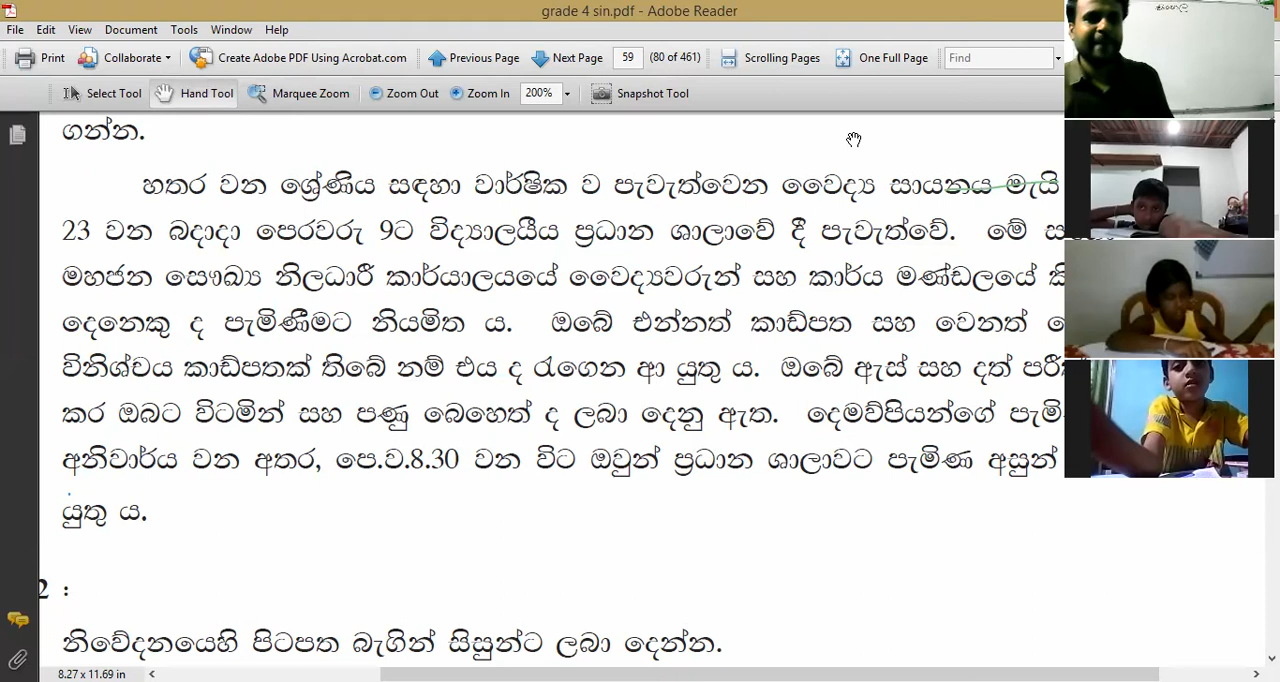 grade 4 sin.pdf - Adobe Reader
File Edit View Document Tools Window Help
Print Collaborate Create Adobe PDF Using Acrobat.com Previous Page Next Page 59 (80 of 461) Scrolling Pages One Full Page Find
Select Tool Hand Tool Marquee Zoom Zoom Out Zoom In 200% Snapshot Tool
ගන්න.
හතර වන ශ්‍රේණිය සඳහා වාර්ෂික ව පැවැත්වෙන වෛද්‍ය සායනය මැයි
23 වන බදාදා පෙරවරු 9ට විද්‍යාලයීය ප්‍රධාන ශාලාවේ දී පැවැත්වේ. මේ
මහජන සෞඛ්‍ය නිලධාරී කාර්යාලයයේ වෛද්‍යවරුන් සහ කාර්ය මණ්ඩලයේ
දෙනෙකු ද පැමිණීමට නියමිත ය. ඔබේ එන්නත් කාඩ්පත සහ වෙනත්
විනිශ්චය කාඩ්පතක් තිබේ නම් එය ද රැගෙන ආ යුතු ය. ඔබේ ඇස් සහ දත්
කර ඔබට විටමින් සහ පණු බෙහෙත් ද ලබා දෙනු ඇත. දෙමව්පියන්ගේ
අනිවාර්ය වන අතර, පෙ.ව.8.30 වන විට ඔවුන් ප්‍රධාන ශාලාවට පැමිණ අසුන්
යුතු ය.
2 :
නිවේදනයෙහි පිටපත බැගින් සිසුන්ට ලබා දෙන්න.
8.27 x 11.69 in